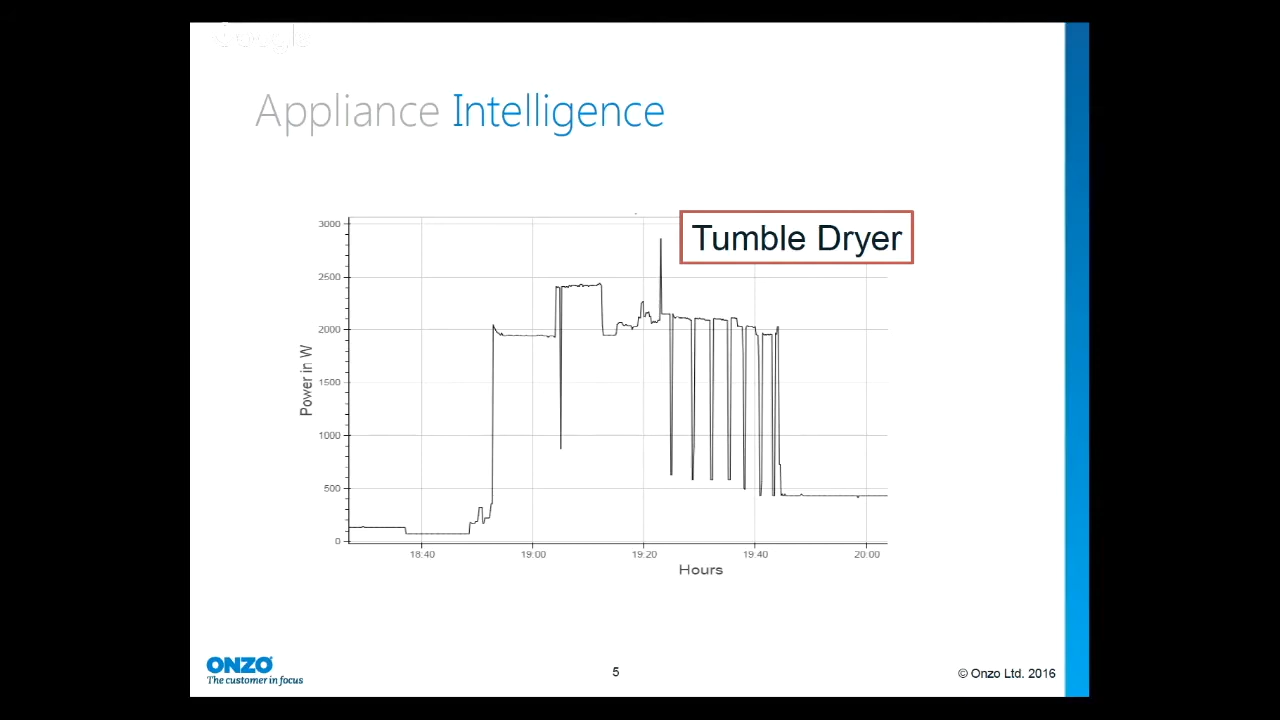 Google
Appliance Intelligence
Tumble Dryer
3000
2500
2000
1500
1000
500
0
Power in W
18:40 19:00 19:20 19:40 20:00
Hours
ONZO
The customer in focus
5
© Onzo Ltd. 2016